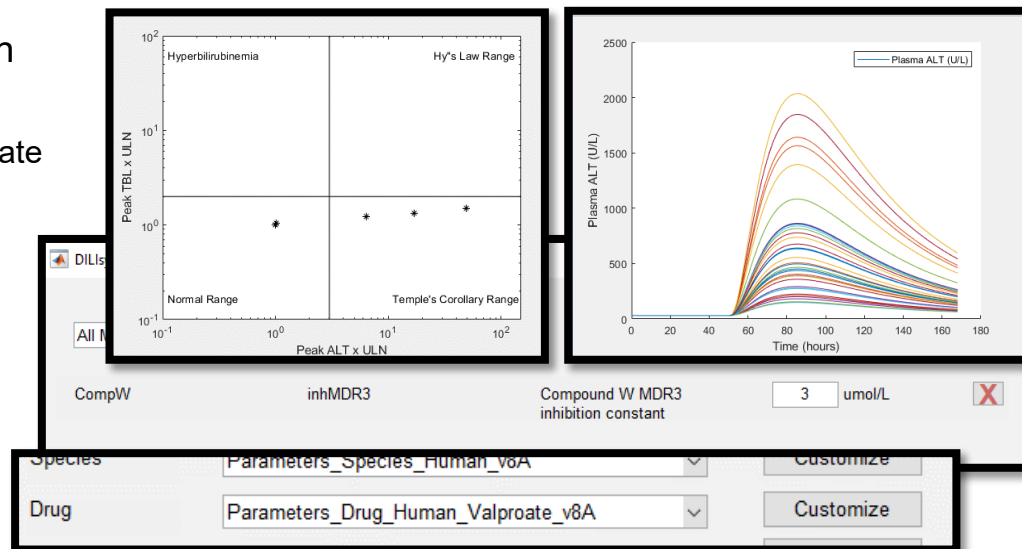 n
ate
10²
Hyperbilirubinemia
Hy"s Law Range
10¹
Peak TBL x ULN
10⁰
Normal Range
Temple's Corollary Range
10⁻¹
10⁻¹ 10⁰ 10¹ 10²
Peak ALT x ULN
2500
Plasma ALT (U/L)
2000
1500
Plasma ALT (U/L)
1000
500
0
0 20 40 60 80 100 120 140 160 180
Time (hours)
DILIs
All M
CompW inhMDR3 Compound W MDR3 3 umol/L X
inhibition constant
Species Parameters_Species_Human_v8A Customize
Drug Parameters_Drug_Human_Valproate_v8A Customize